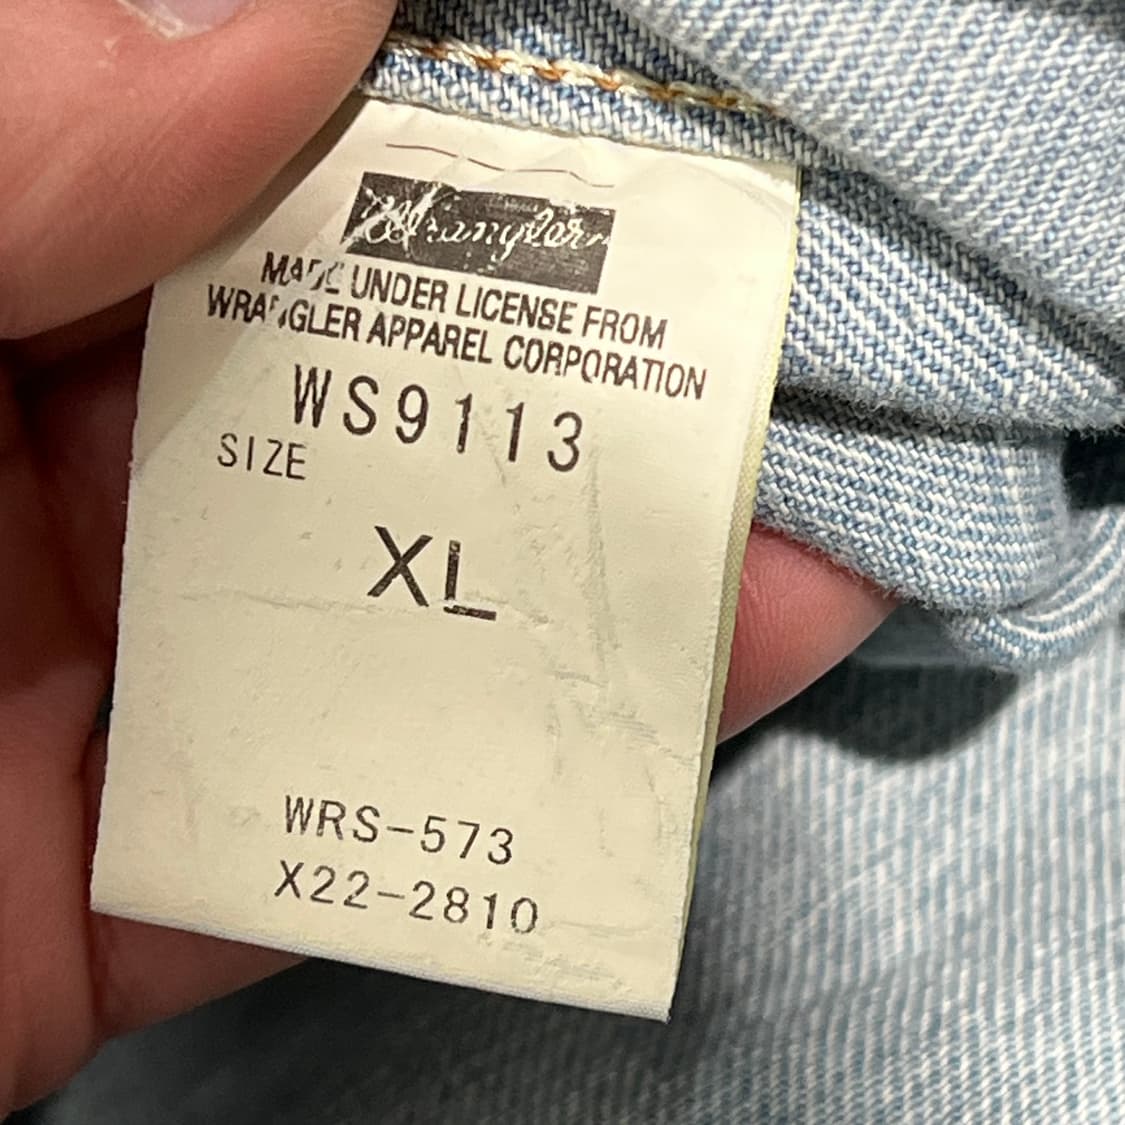 Wrangler
MADE UNDER LICENSE FROM
WRANGLER APPAREL CORPORATION
WS9113
SIZE
XL
WRS-573
X22-2810